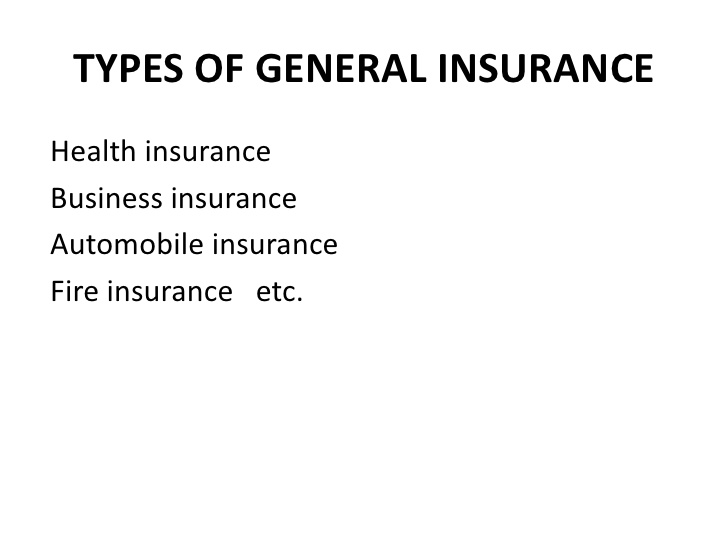 TYPES OF GENERAL INSURANCE
Health insurance
Business insurance
Automobile insurance
Fire insurance   etc.